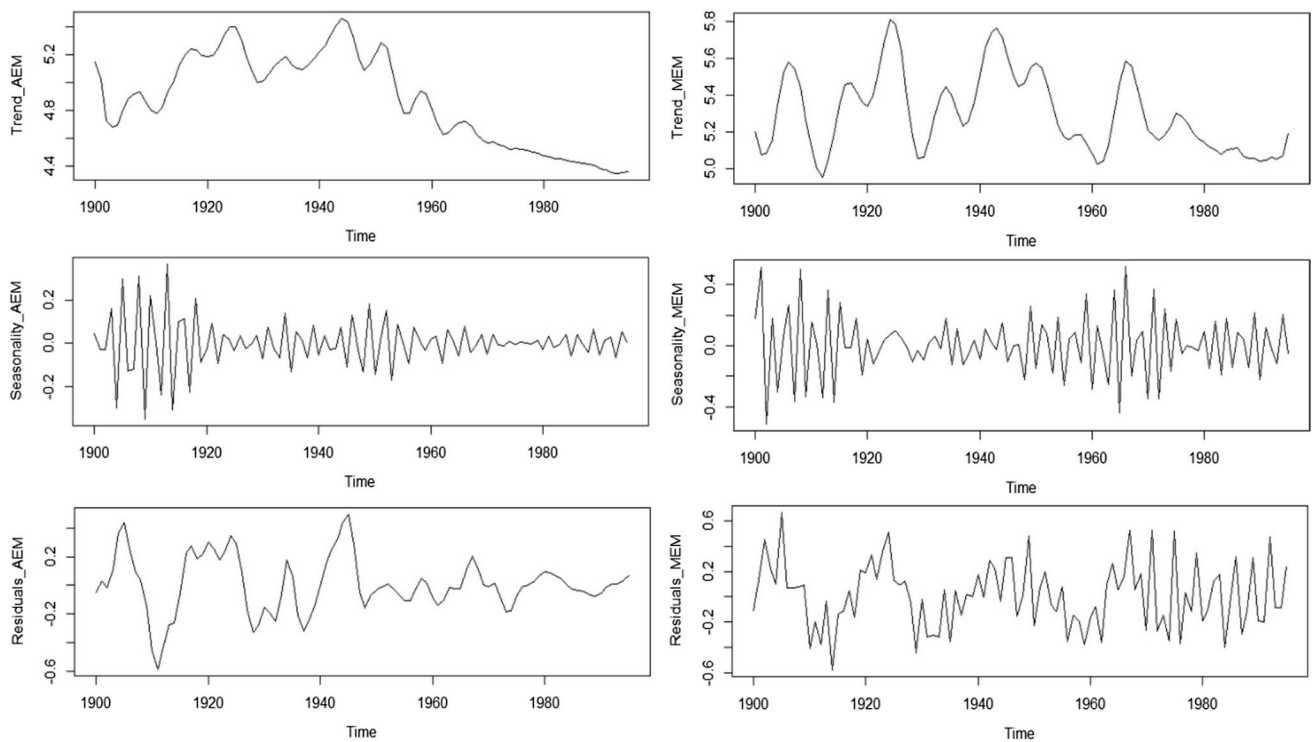 Trend_AEM
5.2
4.8
4.4
1900 1920 1940 1960 1980
Time
Trend_MEM
5.8
5.6
5.4
5.2
5.0
1900 1920 1940 1960 1980
Time
Seasonality_AEM
0.2
0.0
-0.2
1900 1920 1940 1960 1980
Time
Seasonality_MEM
0.4
0.0
-0.4
1900 1920 1940 1960 1980
Time
Residuals_AEM
0.2
-0.2
-0.6
1900 1920 1940 1960 1980
Time
Residuals_MEM
0.6
0.2
-0.2
-0.6
1900 1920 1940 1960 1980
Time